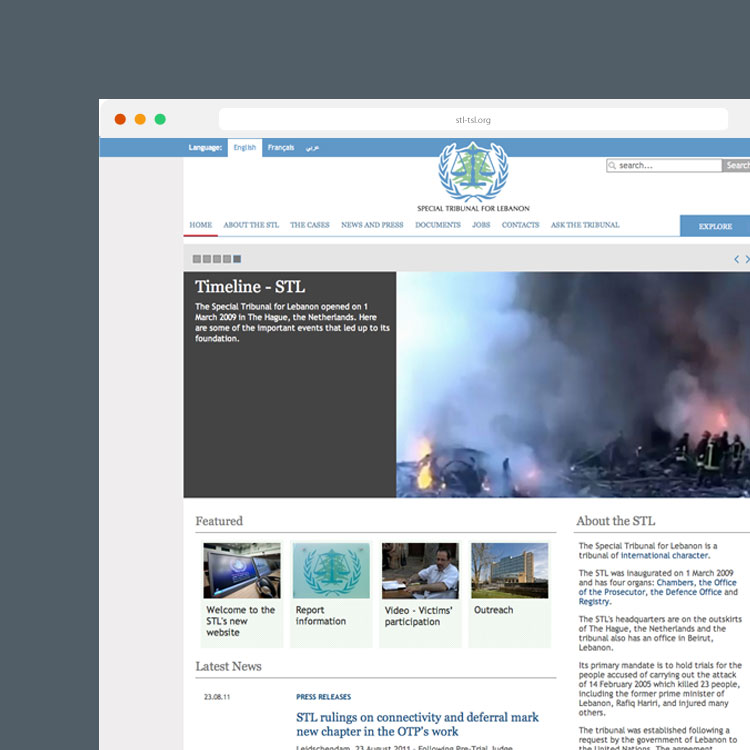 stl-tsl.org
Language: English Français عربي
search...
Search
SPECIAL TRIBUNAL FOR LEBANON
HOME ABOUT THE STL THE CASES NEWS AND PRESS DOCUMENTS JOBS CONTACTS ASK THE TRIBUNAL
EXPLORE
Timeline - STL
The Special Tribunal for Lebanon opened on 1
March 2009 in The Hague, the Netherlands. Here
are some of the important events that led up to its
foundation.
Featured
Welcome to the
STL's new
website
Report
information
Video - Victims'
participation
Outreach
Latest News
23.08.11
PRESS RELEASES
STL rulings on connectivity and deferral mark
new chapter in the OTP's work
Leidschendam, 23 August 2011 - Following Pre-Trial Judge
About the STL
The Special Tribunal for Lebanon is a
tribunal of international character.
The STL was inaugurated on 1 March 2009
and has four organs: Chambers, the Office
of the Prosecutor, the Defence Office and
Registry.
The STL's headquarters are on the outskirts
of The Hague, the Netherlands and the
tribunal also has an office in Beirut,
Lebanon.
Its primary mandate is to hold trials for the
people accused of carrying out the attack
of 14 February 2005 which killed 23 people,
including the former prime minister of
Lebanon, Rafiq Hariri, and injured many
others.
The tribunal was established following a
request by the government of Lebanon to
the United Nations. The agreement